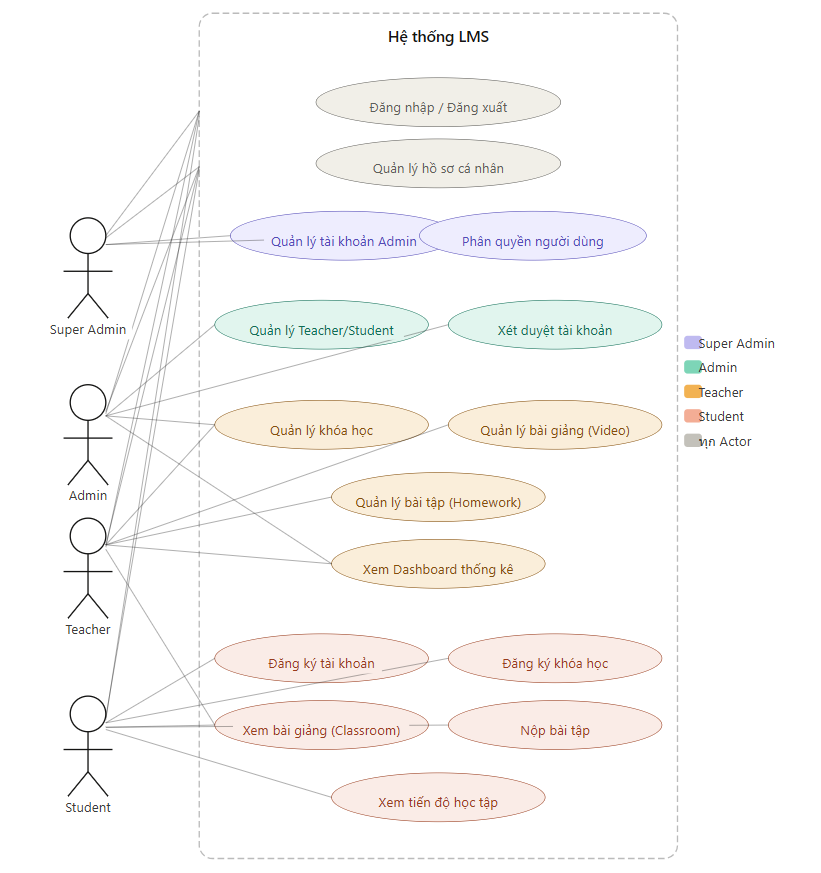 Hệ thống LMS
Đăng nhập / Đăng xuất
Quản lý hồ sơ cá nhân
Quản lý tài khoản Admin
Phân quyền người dùng
Super Admin
Quản lý Teacher/Student
Xét duyệt tài khoản
Super Admin
Admin
Teacher
Student
ทุก Actor
Quản lý khóa học
Quản lý bài giảng (Video)
Admin
Quản lý bài tập (Homework)
Xem Dashboard thống kê
Teacher
Đăng ký tài khoản
Đăng ký khóa học
Xem bài giảng (Classroom)
Nộp bài tập
Student
Xem tiến độ học tập